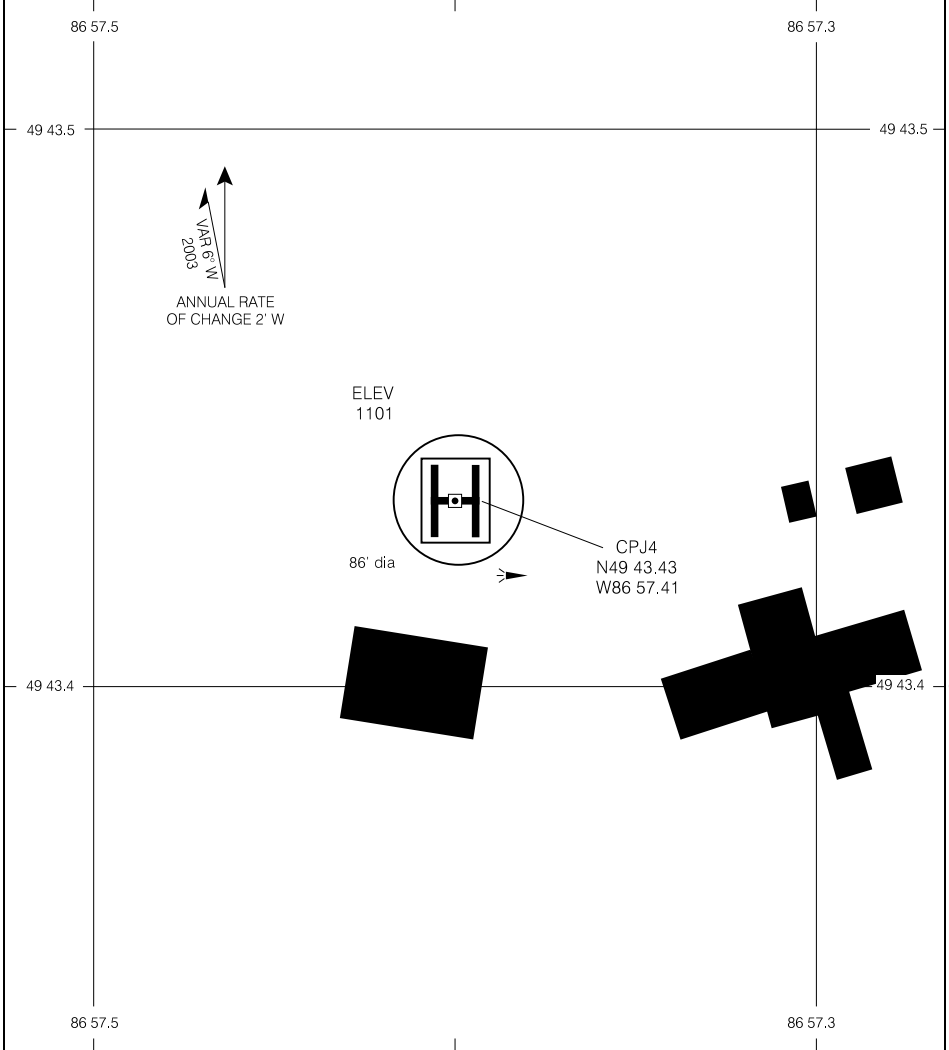 86 57.5
86 57.3
49 43.5
49 43.5
VAR 6° W
2003
ANNUAL RATE
OF CHANGE 2' W
ELEV
1101
H
86' dia
CPJ4
N49 43.43
W86 57.41
49 43.4
49 43.4
86 57.5
86 57.3